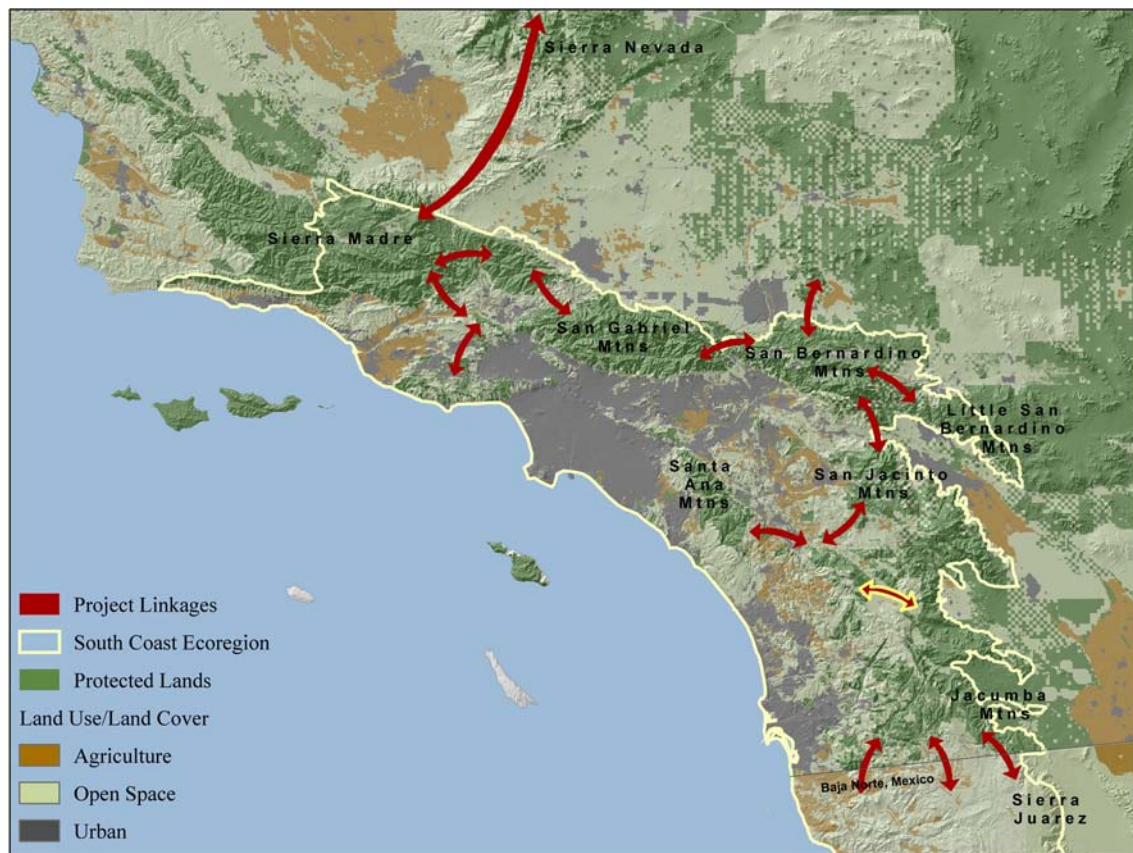 Sierra Nevada
Sierra Madre
San Gabriel
Mtns
San Bernardino
Mtns
Little San
Bernardino
Mtns
Santa
Ana
Mtns
San Jacinto
Mtns
Project Linkages
South Coast Ecoregion
Protected Lands
Land Use/Land Cover
Agriculture
Open Space
Urban
Jacumba
Mtns
Baja Norte, Mexico
Sierra
Juarez